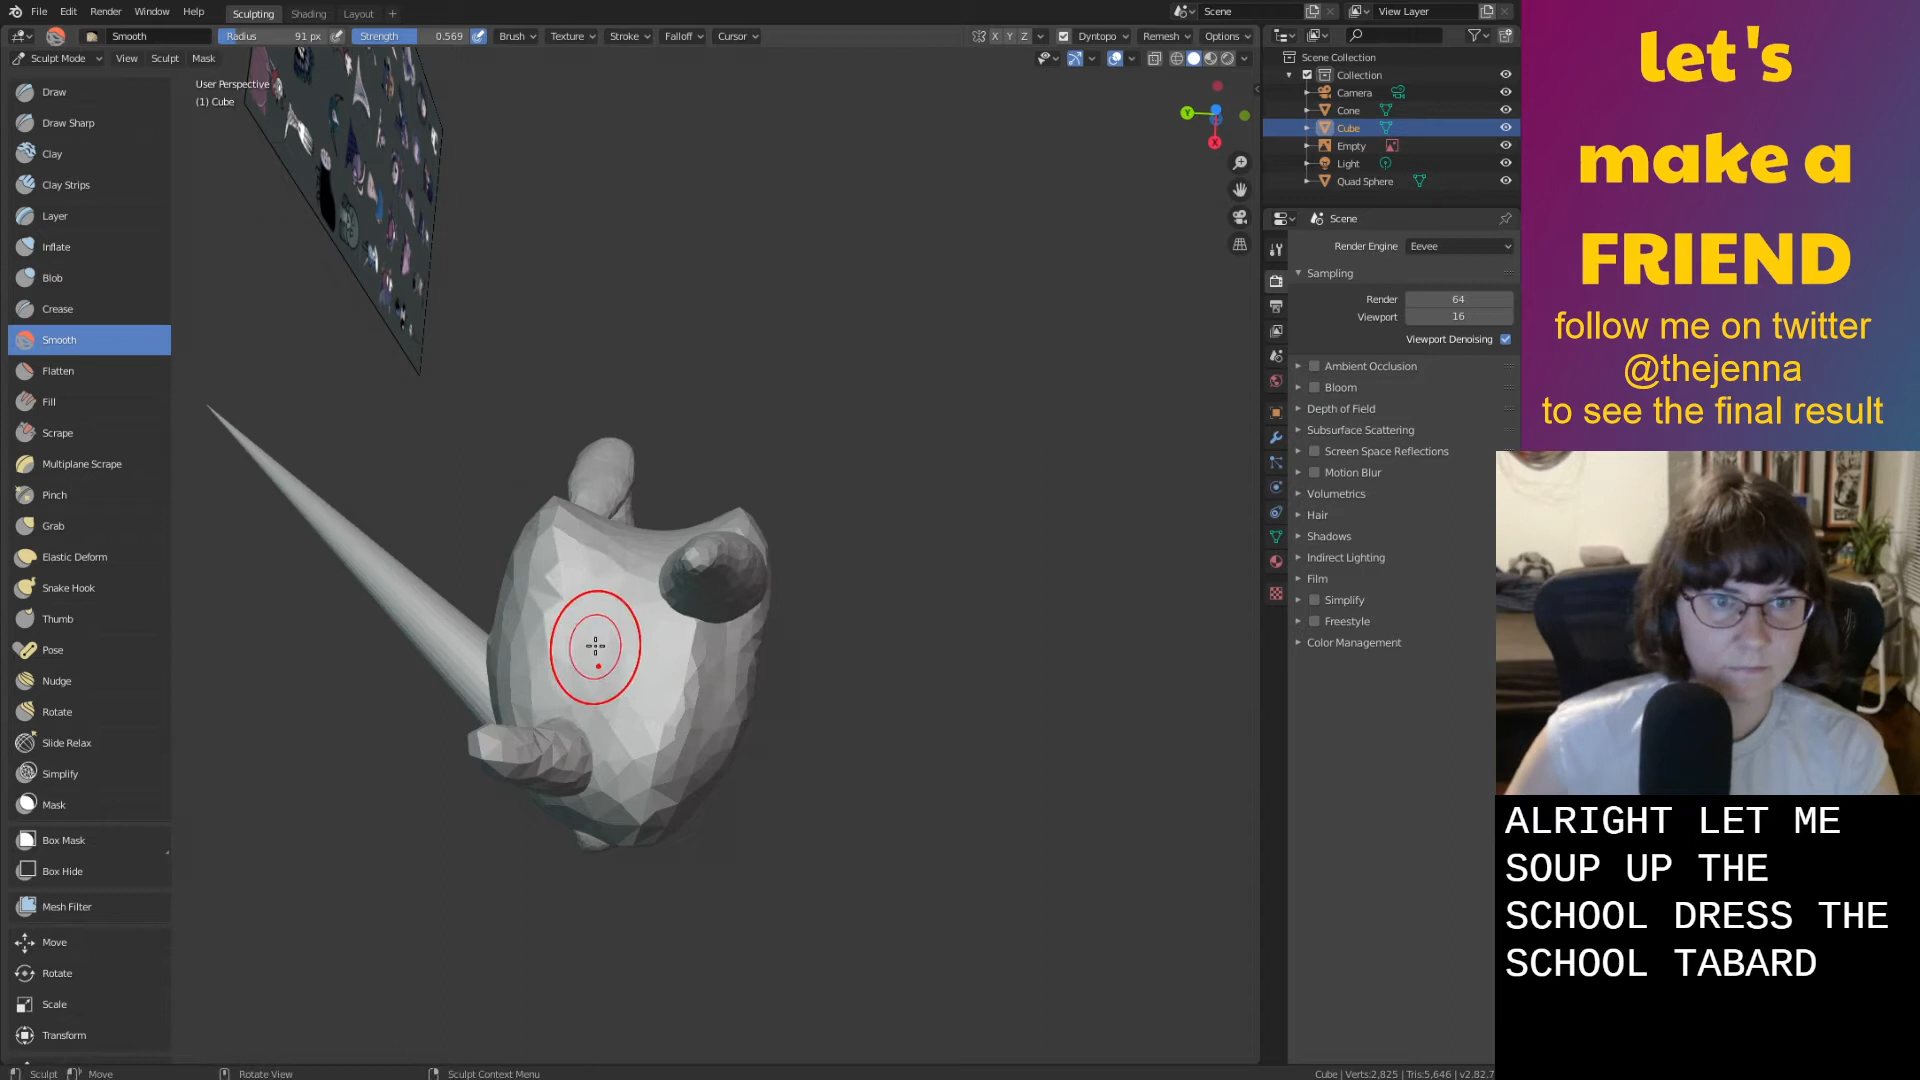 File Edit Render Window Help Sculpting Shading Layout + Scene View Layer
Smooth Radius 91 px Strength 0.569 Brush Texture Stroke Falloff Cursor X Y Z Dyntopo Remesh Options
Sculpt Mode View Sculpt Mask
User Perspective
(1) Cube
Draw
Draw Sharp
Clay
Clay Strips
Layer
Inflate
Blob
Crease
Smooth
Flatten
Fill
Scrape
Multiplane Scrape
Pinch
Grab
Elastic Deform
Snake Hook
Thumb
Pose
Nudge
Rotate
Slide Relax
Simplify
Mask
Box Mask
Box Hide
Mesh Filter
Move
Rotate
Scale
Transform
Y
X
Scene Collection
Collection
Camera
Cone
Cube
Empty
Light
Quad Sphere
Scene
Render Engine Eevee
Sampling
Render 64
Viewport 16
Viewport Denoising
Ambient Occlusion
Bloom
Depth of Field
Subsurface Scattering
Screen Space Reflections
Motion Blur
Volumetrics
Hair
Shadows
Indirect Lighting
Film
Simplify
Freestyle
Color Management
let's
make a
FRIEND
follow me on twitter
@thejenna
to see the final result
ALRIGHT LET ME
SOUP UP THE
SCHOOL DRESS THE
SCHOOL TABARD
Sculpt Move Rotate View Sculpt Context Menu Cube | Verts:2,825 | Tris:5,646 | v2.82.7